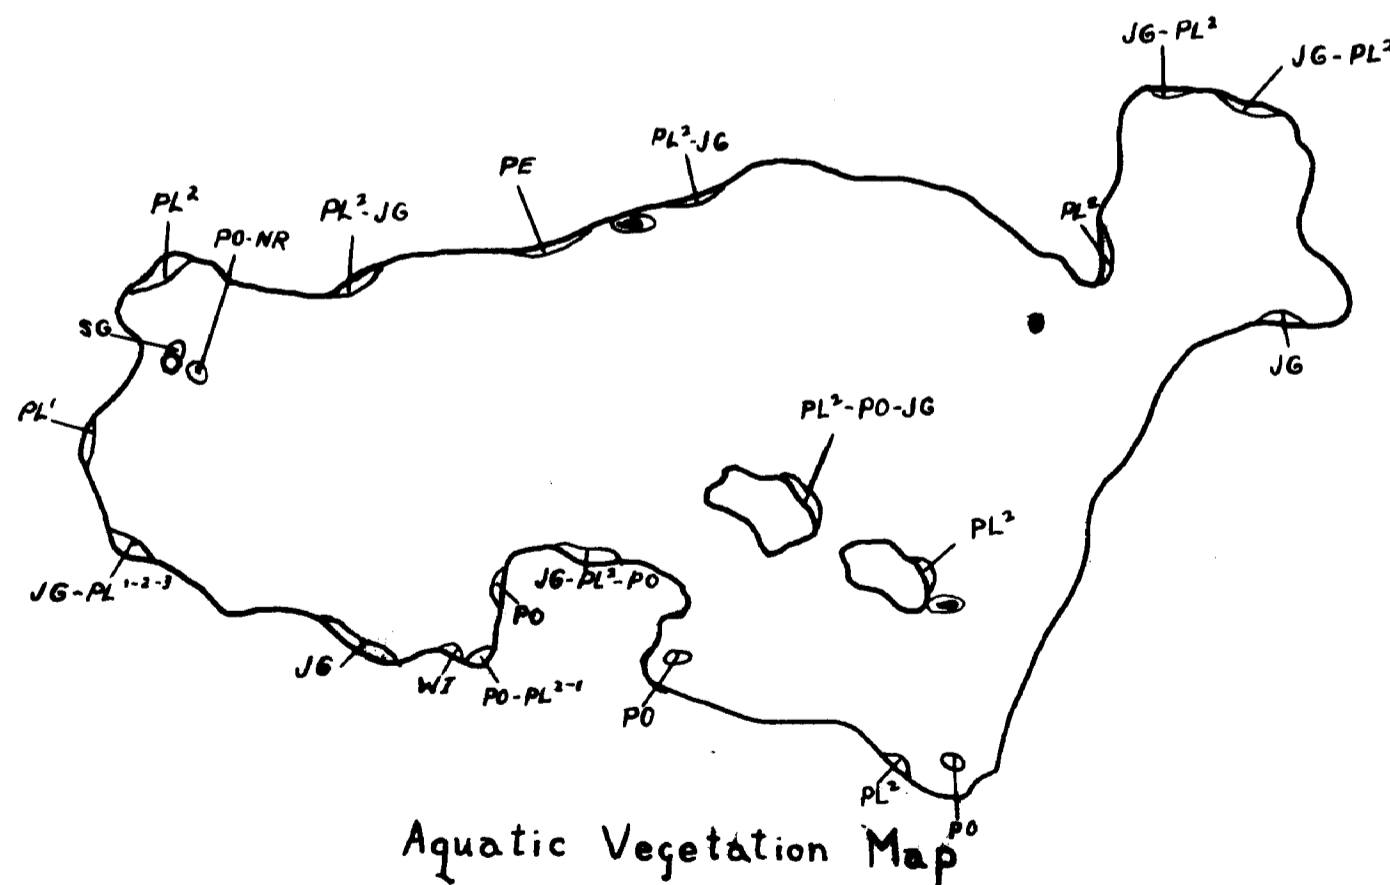 JG-PL²
JG-PL²
PL²-JG
PE
PL²
PL²-JG
PL²
PO-NR
SG
JG
PL¹
PL²-PO-JG
PL²
JG-PL¹⁻²⁻³
JG-PL²-PO
PO
JG
WI
PO-PL²⁻¹
PO
PL²
PO
Aquatic Vegetation Map